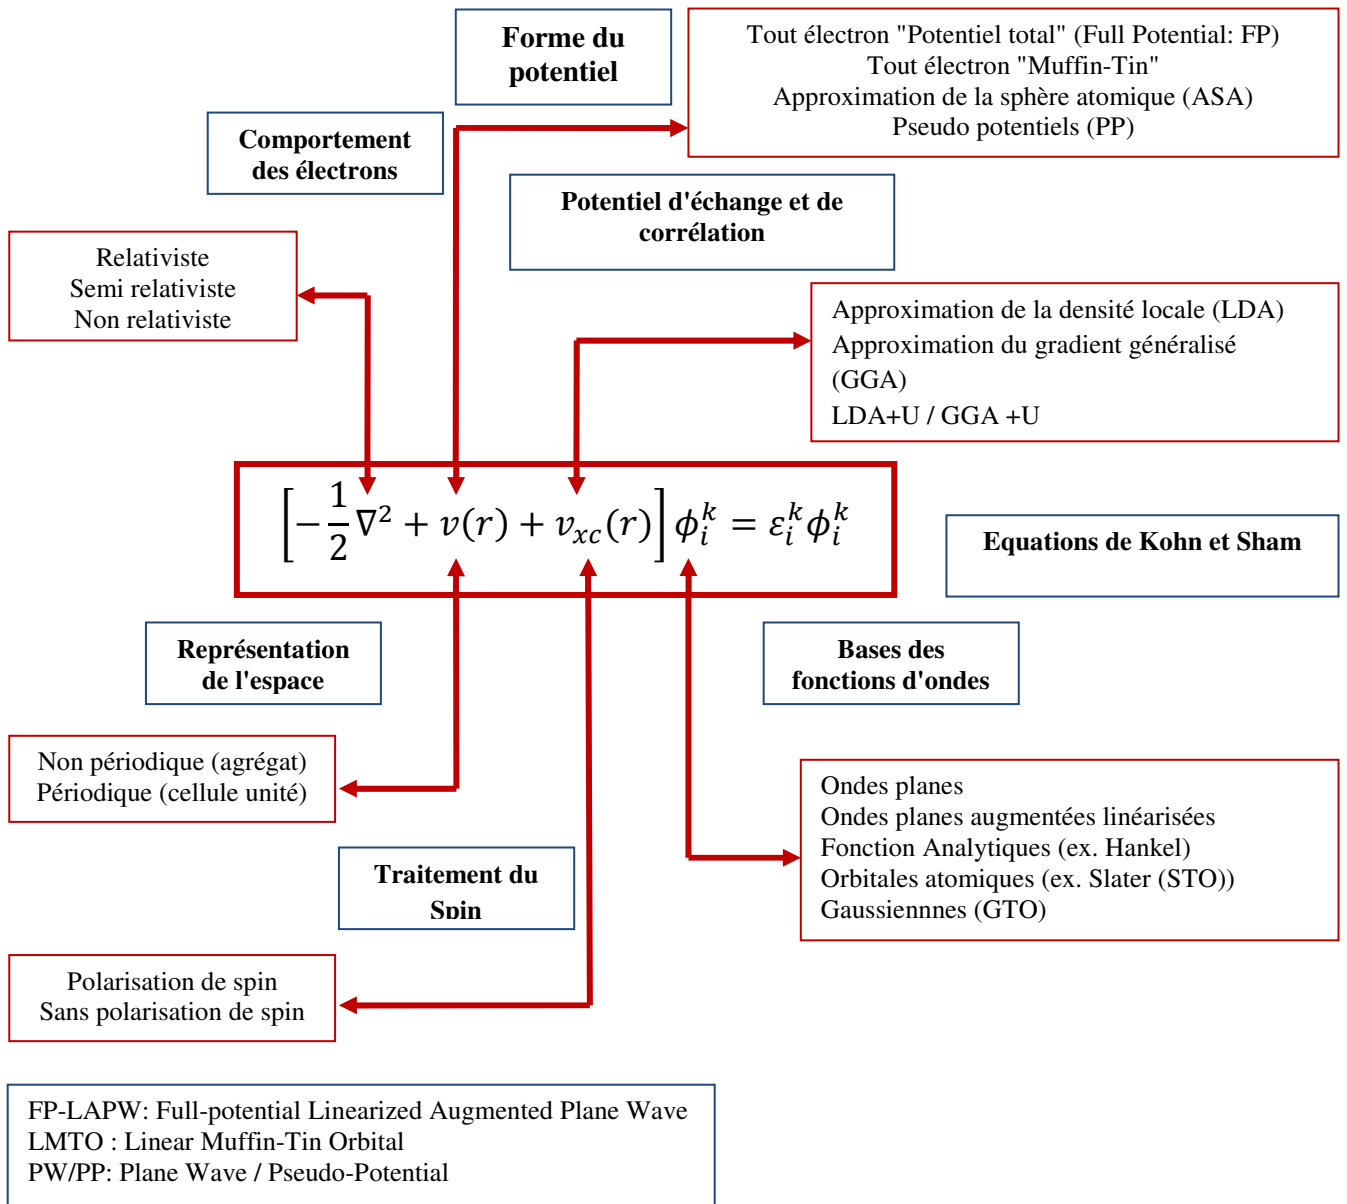 Forme du
potentiel
Tout électron "Potentiel total" (Full Potential: FP)
Tout électron "Muffin-Tin"
Approximation de la sphère atomique (ASA)
Pseudo potentiels (PP)
Comportement
des électrons
Potentiel d'échange et de
corrélation
Relativiste
Semi relativiste
Non relativiste
Approximation de la densité locale (LDA)
Approximation du gradient généralisé
(GGA)
LDA+U / GGA +U
[−1/2 ∇² + v(r) + v_{xc}(r)] ϕ_i^k = ε_i^k ϕ_i^k
Equations de Kohn et Sham
Représentation
de l'espace
Bases des
fonctions d'ondes
Non périodique (agrégat)
Périodique (cellule unité)
Ondes planes
Ondes planes augmentées linéarisées
Fonction Analytiques (ex. Hankel)
Orbitales atomiques (ex. Slater (STO))
Gaussiennnes (GTO)
Traitement du
Spin
Polarisation de spin
Sans polarisation de spin
FP-LAPW: Full-potential Linearized Augmented Plane Wave
LMTO : Linear Muffin-Tin Orbital
PW/PP: Plane Wave / Pseudo-Potential